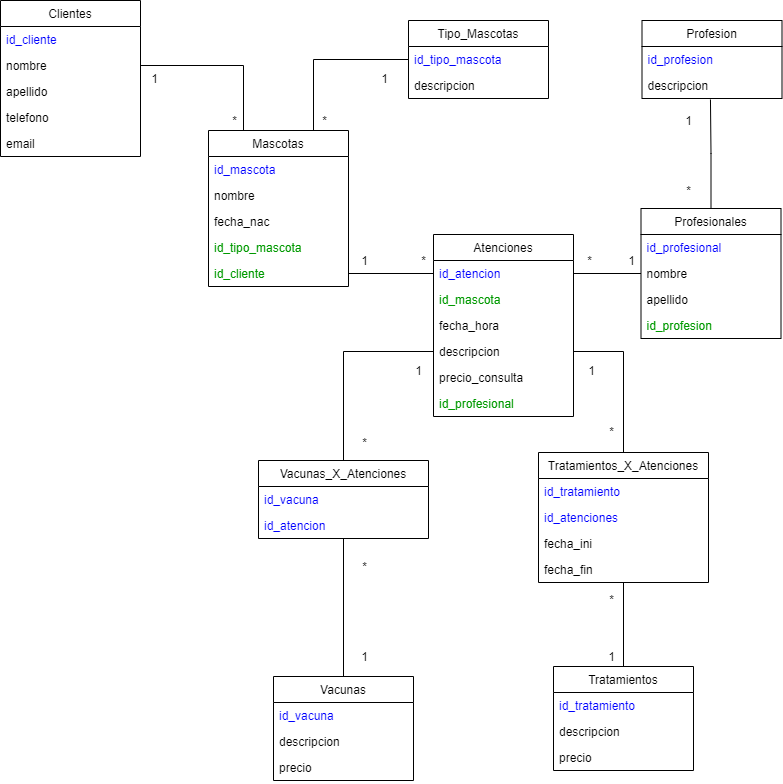 Clientes
id_cliente
nombre
apellido
telefono
email
1
*
Tipo_Mascotas
id_tipo_mascota
descripcion
1
*
Profesion
id_profesion
descripcion
1
*
Mascotas
id_mascota
nombre
fecha_nac
id_tipo_mascota
id_cliente
1
*
Atenciones
id_atencion
id_mascota
fecha_hora
descripcion
precio_consulta
id_profesional
*
1
Profesionales
id_profesional
nombre
apellido
id_profesion
1
*
1
*
Vacunas_X_Atenciones
id_vacuna
id_atencion
*
1
Tratamientos_X_Atenciones
id_tratamiento
id_atenciones
fecha_ini
fecha_fin
*
1
Vacunas
id_vacuna
descripcion
precio
Tratamientos
id_tratamiento
descripcion
precio